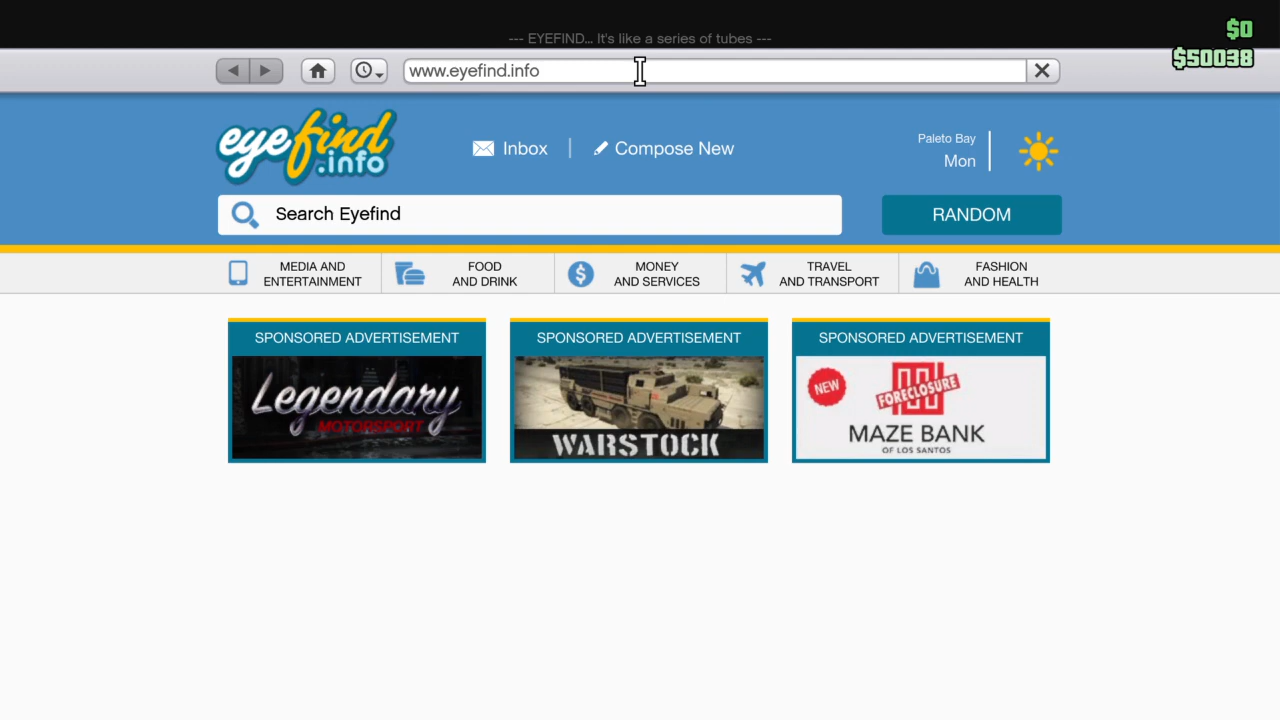 --- EYEFIND... It's like a series of tubes ---
$0
$50038
www.eyefind.info
eyefind
.info
Inbox
Compose New
Paleto Bay
Mon
Search Eyefind
RANDOM
MEDIA AND
ENTERTAINMENT
FOOD
AND DRINK
MONEY
AND SERVICES
TRAVEL
AND TRANSPORT
FASHION
AND HEALTH
SPONSORED ADVERTISEMENT
Legendary
MOTORSPORT
SPONSORED ADVERTISEMENT
WARSTOCK
SPONSORED ADVERTISEMENT
NEW
FORECLOSURE
MAZE BANK
OF LOS SANTOS